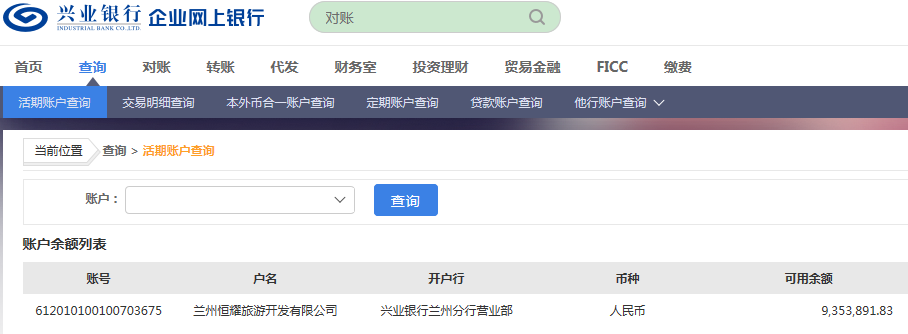 兴业银行 企业网上银行 对账
INDUSTRIAL BANK CO.,LTD.
首页 查询 对账 转账 代发 财务室 投资理财 贸易金融 FICC 缴费
活期账户查询 交易明细查询 本外币合一账户查询 定期账户查询 贷款账户查询 他行账户查询
当前位置 查询 > 活期账户查询
账户： 查询
账户余额列表
账号 户名 开户行 币种 可用余额
612010100100703675 兰州恒耀旅游开发有限公司 兴业银行兰州分行营业部 人民币 9,353,891.83